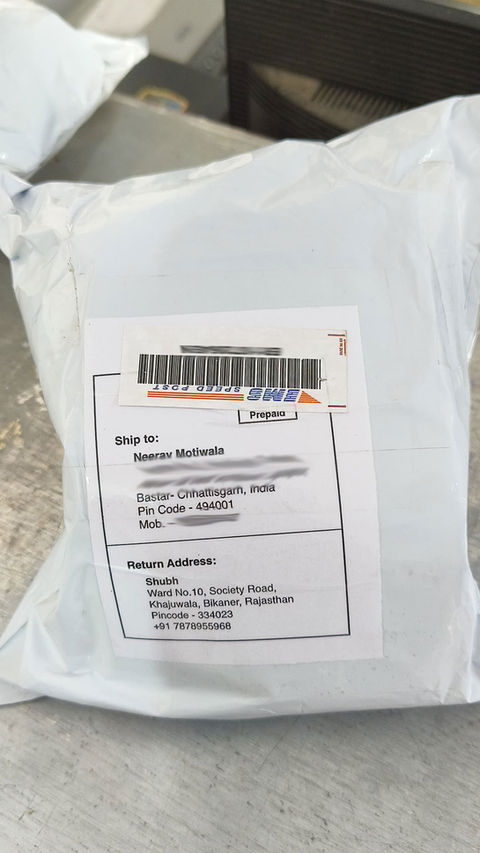 EMS
SPEED POST
Prepaid
Ship to:
Neerav Motiwala
Bastar- Chhattisgarh, India
Pin Code - 494001
Mob. -
Return Address:
Shubh
Ward No.10, Society Road,
Khajuwala, Bikaner, Rajasthan
Pincode - 334023
+91 7878955968